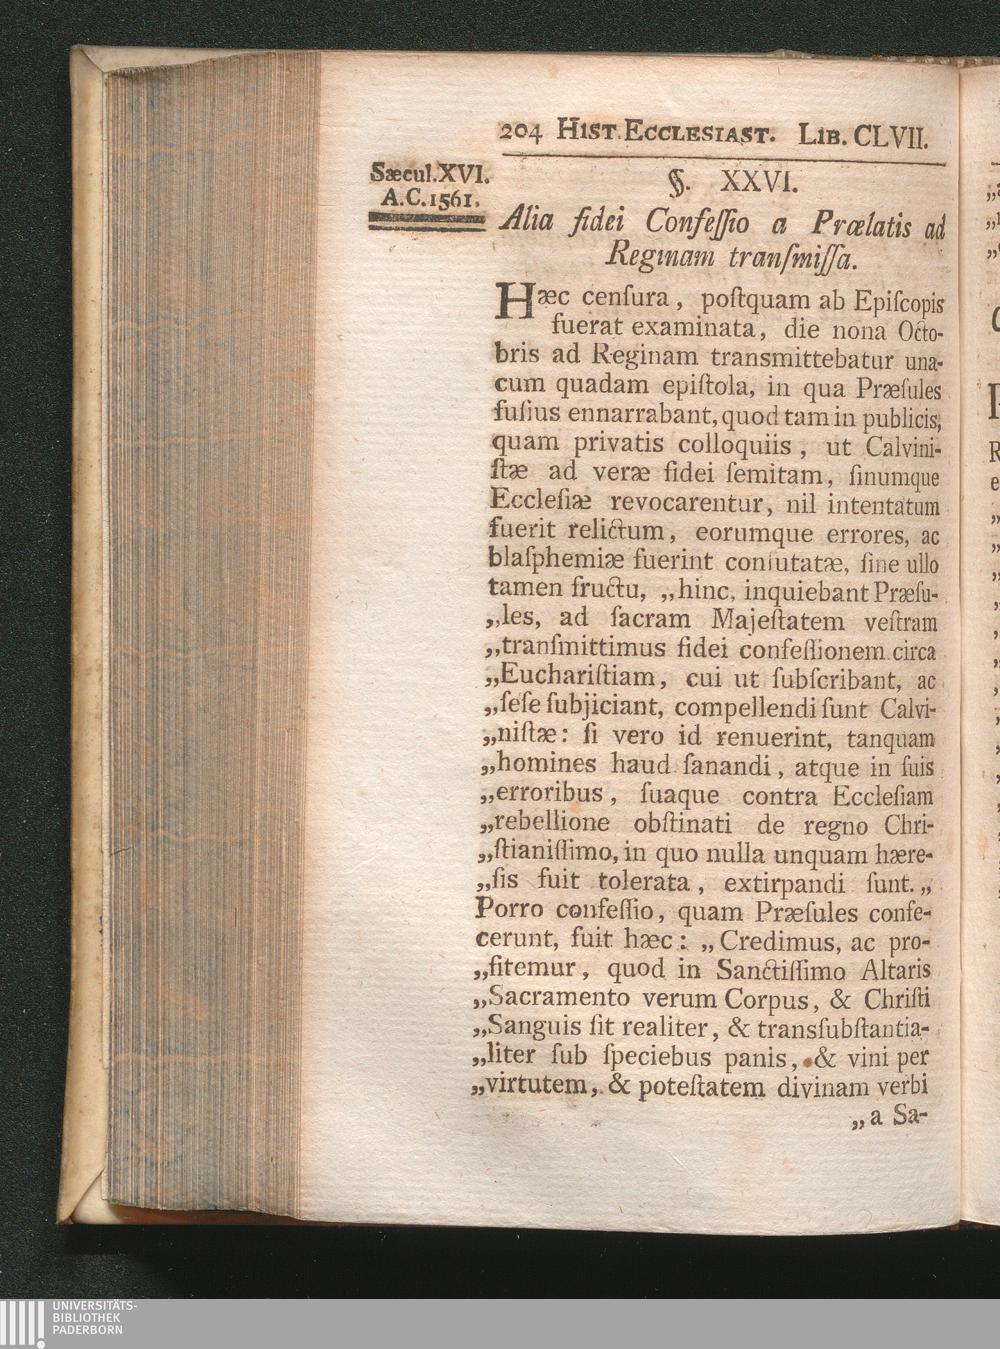 204 HIST. ECCLESIAST. LIB. CLVII.
Sæcul. XVI.
A.C. 1561.
§. XXVI.
Alia fidei Confeſſio a Prælatis ad
Reginam tranſmiſſa.
Hæc cenſura, poſtquam ab Epiſcopis
fuerat examinata, die nona Octo-
bris ad Reginam transmittebatur una-
cum quadam epiſtola, in qua Præſules
fuſius ennarrabant, quod tam in publicis,
quam privatis colloquiis, ut Calvini-
ſtæ ad veræ fidei ſemitam, ſinumque
Eccleſiæ revocarentur, nil intentatum
fuerit relictum, eorumque errores, ac
blaſphemiæ fuerint confutatæ, ſine ullo
tamen fructu, „hinc, inquiebant Præſu-
„les, ad ſacram Majeſtatem veſtram
„tranſmittimus fidei confeſſionem circa
„Euchariſtiam, cui ut ſubſcribant, ac
„ſeſe ſubjiciant, compellendi ſunt Calvi-
„niſtæ: ſi vero id renuerint, tanquam
„homines haud ſanandi, atque in ſuis
„erroribus, ſuaque contra Eccleſiam
„rebellione obſtinati de regno Chri-
„ſtianiſſimo, in quo nulla unquam hære-
„ſis fuit tolerata, extirpandi ſunt.„
Porro confeſſio, quam Præſules confe-
cerunt, fuit hæc: „Credimus, ac pro-
„fitemur, quod in Sanctiſſimo Altaris
„Sacramento verum Corpus, & Chriſti
„Sanguis ſit realiter, & transſubſtantia-
„liter ſub ſpeciebus panis, & vini per
„virtutem, & poteſtatem divinam verbi
„a Sa-
UNIVERSITÄTS-
BIBLIOTHEK
PADERBORN